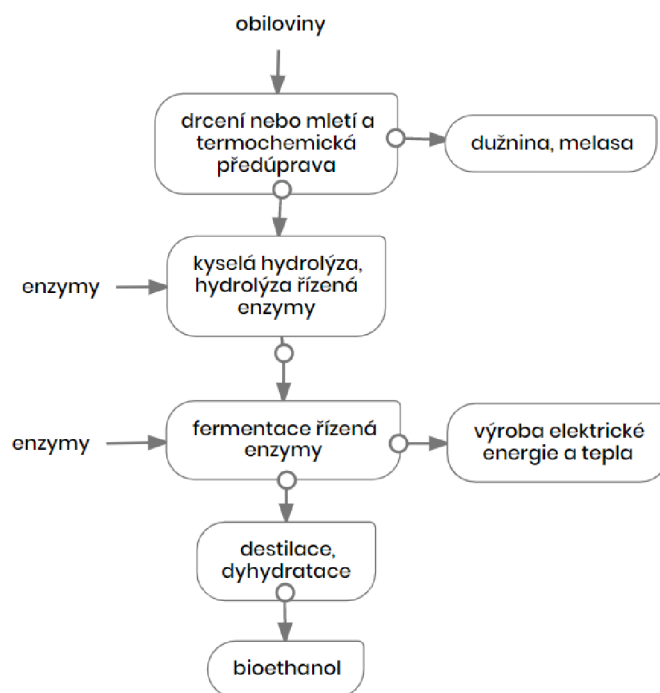 obiloviny
drcení nebo mletí a
termochemická
předúprava
dužnina, melasa
kyselá hydrolýza,
hydrolýza řízená
enzymy
enzymy
fermentace řízená
enzymy
enzymy
výroba elektrické
energie a tepla
destilace,
dyhydratace
bioethanol